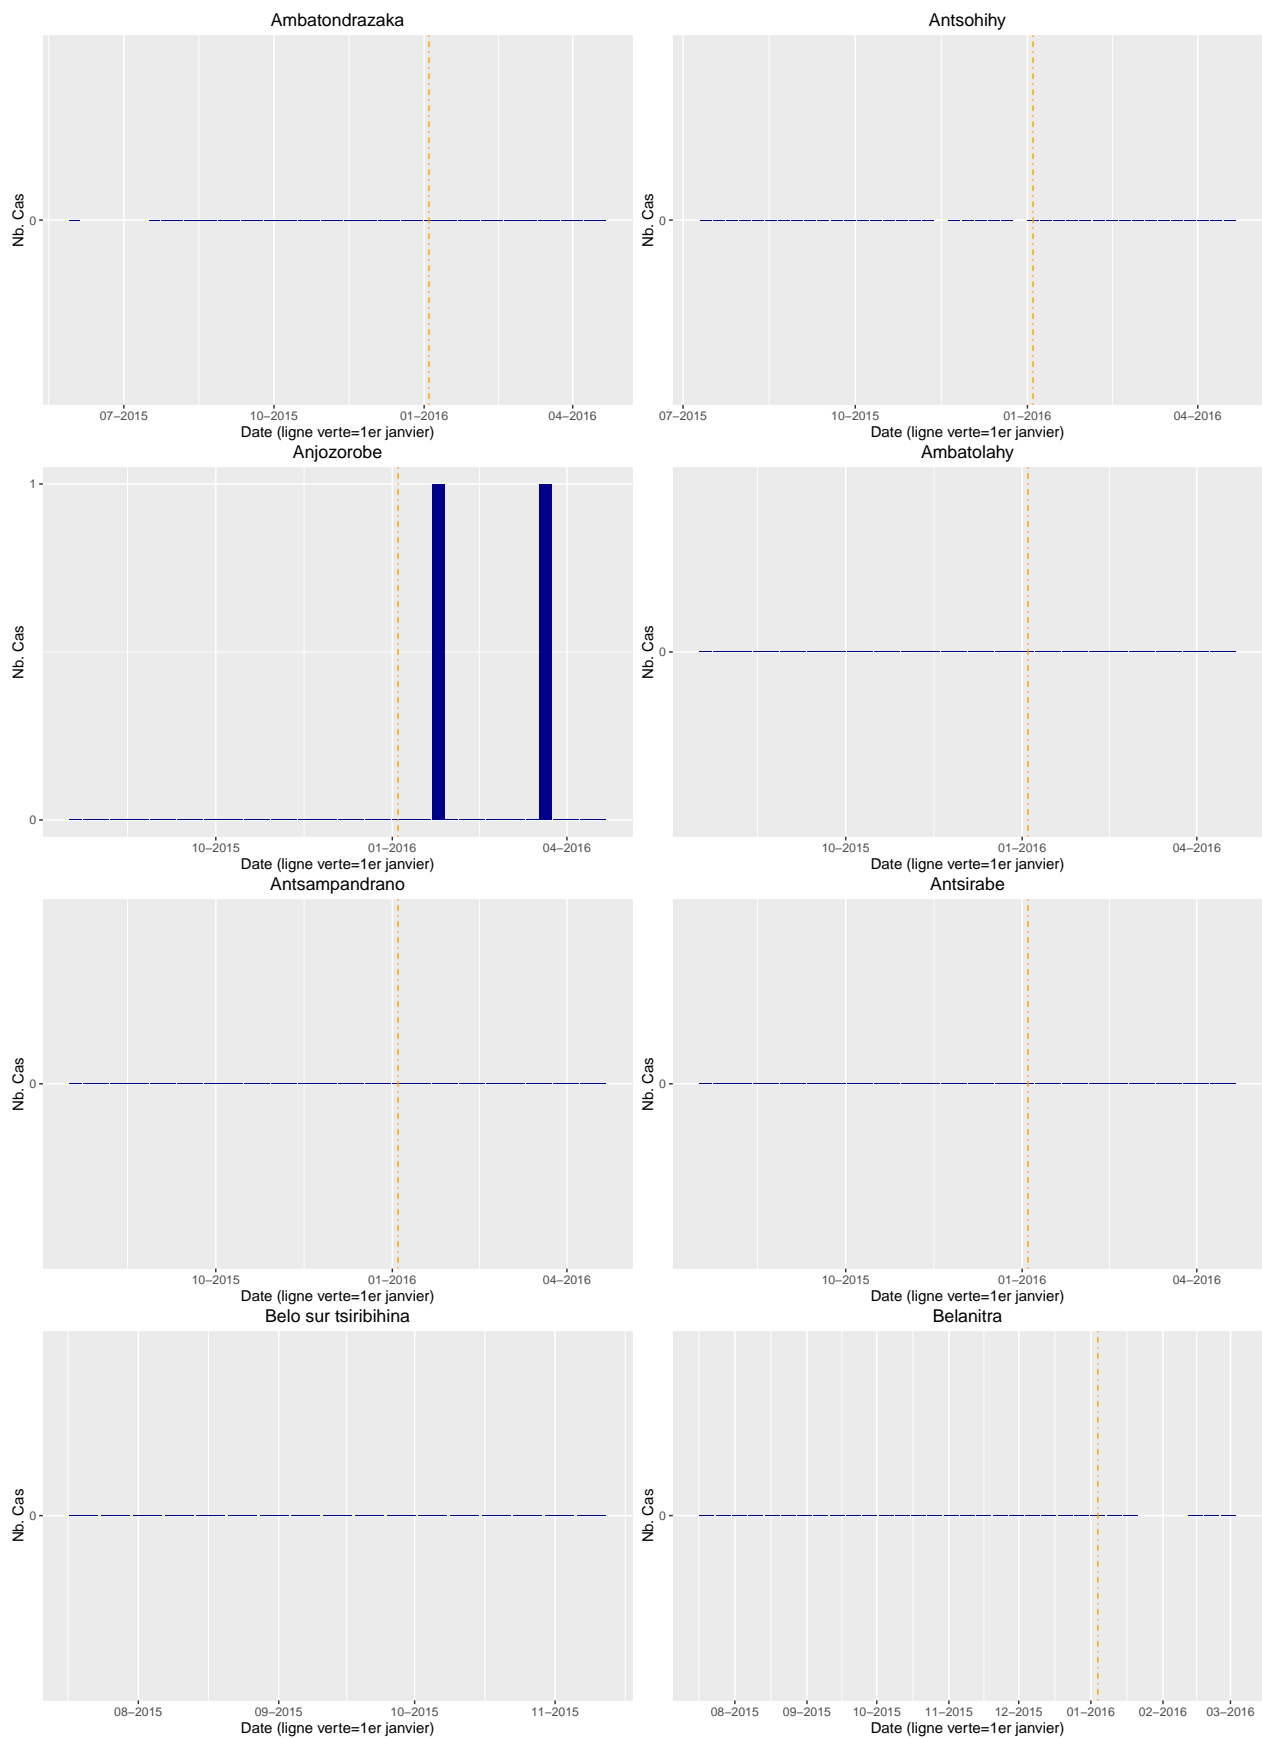 Ambatondrazaka
Nb. Cas
0
07–2015 10–2015 01–2016 04–2016
Date (ligne verte=1er janvier)
Antsohihy
Nb. Cas
0
07–2015 10–2015 01–2016 04–2016
Date (ligne verte=1er janvier)
Anjozorobe
Nb. Cas
1
0
10–2015 01–2016 04–2016
Date (ligne verte=1er janvier)
Ambatolahy
Nb. Cas
0
10–2015 01–2016 04–2016
Date (ligne verte=1er janvier)
Antsampandrano
Nb. Cas
0
10–2015 01–2016 04–2016
Date (ligne verte=1er janvier)
Antsirabe
Nb. Cas
0
10–2015 01–2016 04–2016
Date (ligne verte=1er janvier)
Belo sur tsiribihina
Nb. Cas
0
08–2015 09–2015 10–2015 11–2015
Date (ligne verte=1er janvier)
Belanitra
Nb. Cas
0
08–2015 09–2015 10–2015 11–2015 12–2015 01–2016 02–2016 03–2016
Date (ligne verte=1er janvier)